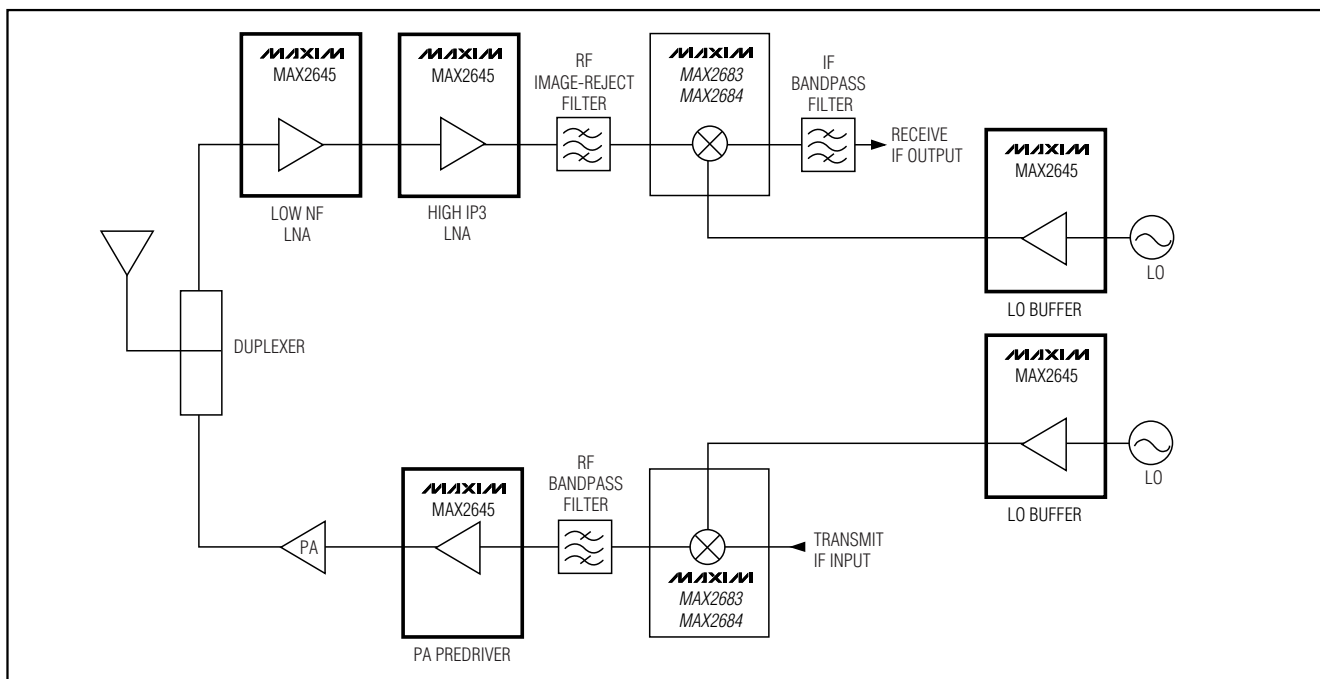 MAXIM
MAX2645
LOW NF
LNA
MAXIM
MAX2645
HIGH IP3
LNA
RF
IMAGE-REJECT
FILTER
MAXIM
MAX2683
MAX2684
IF
BANDPASS
FILTER
RECEIVE
IF OUTPUT
MAXIM
MAX2645
LO BUFFER
LO
DUPLEXER
MAXIM
MAX2645
LO BUFFER
LO
PA
MAXIM
MAX2645
PA PREDRIVER
RF
BANDPASS
FILTER
MAXIM
MAX2683
MAX2684
TRANSMIT
IF INPUT